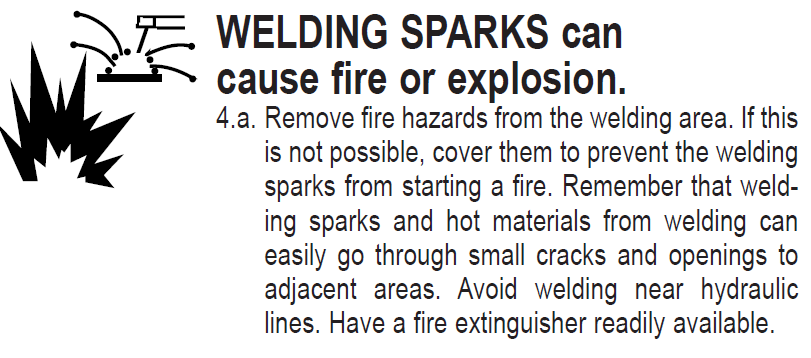 WELDING SPARKS can
cause fire or explosion.
4.a. Remove fire hazards from the welding area. If this
is not possible, cover them to prevent the welding
sparks from starting a fire. Remember that weld-
ing sparks and hot materials from welding can
easily go through small cracks and openings to
adjacent areas. Avoid welding near hydraulic
lines. Have a fire extinguisher readily available.